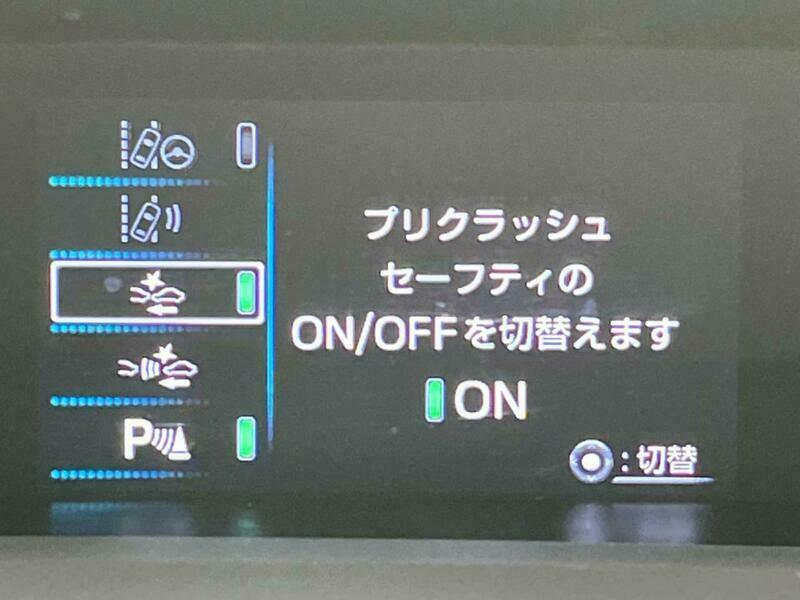 プリクラッシュ
セーフティの
ON/OFFを切替えます
ON
P
:切替